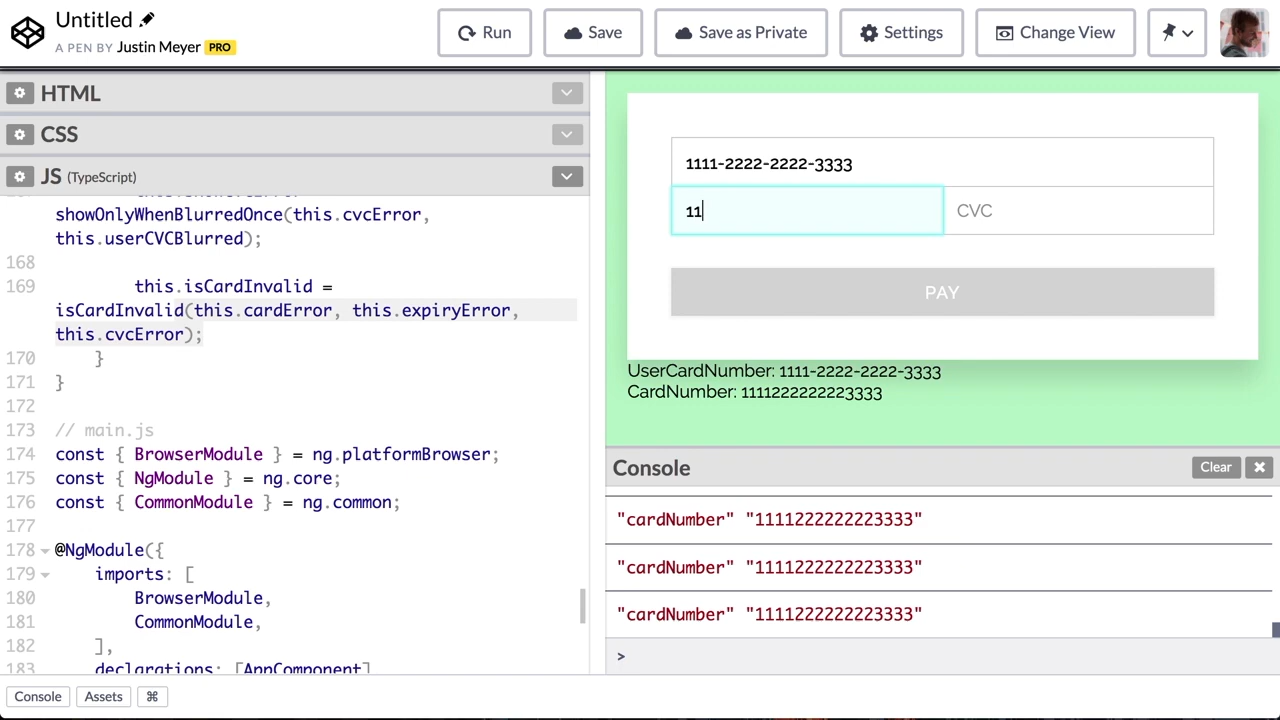 Untitled
A PEN BY Justin Meyer PRO
Run
Save
Save as Private
Settings
Change View
HTML
CSS
JS (TypeScript)
showOnlyWhenBlurredOnce(this.cvcError,
this.userCVCBlurred);
168
169 this.isCardInvalid =
isCardInvalid(this.cardError, this.expiryError,
this.cvcError);
170 }
171 }
172
173 // main.js
174 const { BrowserModule } = ng.platformBrowser;
175 const { NgModule } = ng.core;
176 const { CommonModule } = ng.common;
177
178 @NgModule({
179 imports: [
180 BrowserModule,
181 CommonModule,
182 ],
183 declarations: [AppComponent]
1111-2222-2222-3333
11
CVC
PAY
UserCardNumber: 1111-2222-2222-3333
CardNumber: 1111222222223333
Console
Clear
"cardNumber" "1111222222223333"
"cardNumber" "1111222222223333"
"cardNumber" "1111222222223333"
>
Console
Assets
⌘